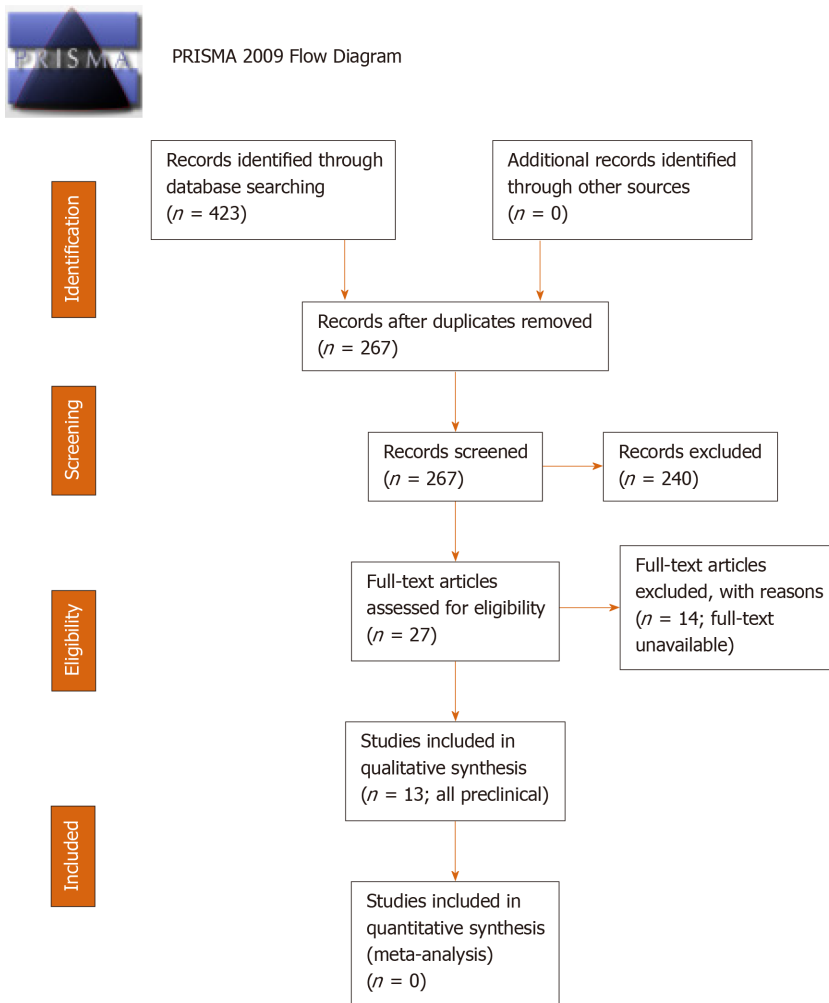 PRISMA
PRISMA 2009 Flow Diagram
Identification
Records identified through
database searching
(n = 423)
Additional records identified
through other sources
(n = 0)
Records after duplicates removed
(n = 267)
Screening
Records screened
(n = 267)
Records excluded
(n = 240)
Eligibility
Full-text articles
assessed for eligibility
(n = 27)
Full-text articles
excluded, with reasons
(n = 14; full-text
unavailable)
Studies included in
qualitative synthesis
(n = 13; all preclinical)
Included
Studies included in
quantitative synthesis
(meta-analysis)
(n = 0)